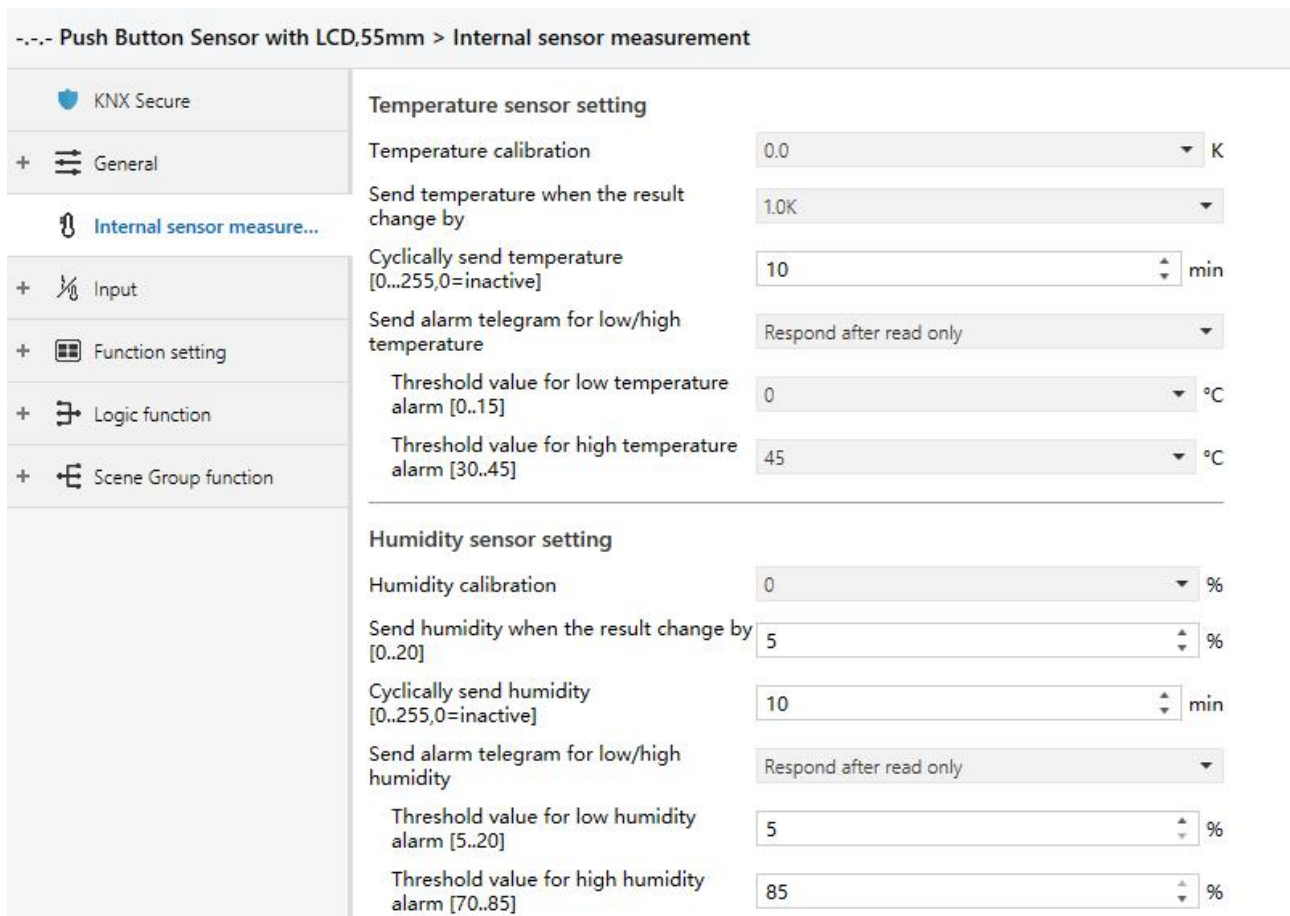 -.-.- Push Button Sensor with LCD,55mm > Internal sensor measurement
KNX Secure
+ General
Internal sensor measure...
+ Input
+ Function setting
+ Logic function
+ Scene Group function
Temperature sensor setting
Temperature calibration 0.0 K
Send temperature when the result
change by
1.0K
Cyclically send temperature
[0...255,0=inactive]
10 min
Send alarm telegram for low/high
temperature
Respond after read only
Threshold value for low temperature
alarm [0..15]
0 °C
Threshold value for high temperature
alarm [30..45]
45 °C
Humidity sensor setting
Humidity calibration 0 %
Send humidity when the result change by
[0..20]
5 %
Cyclically send humidity
[0..255,0=inactive]
10 min
Send alarm telegram for low/high
humidity
Respond after read only
Threshold value for low humidity
alarm [5..20]
5 %
Threshold value for high humidity
alarm [70..85]
85 %